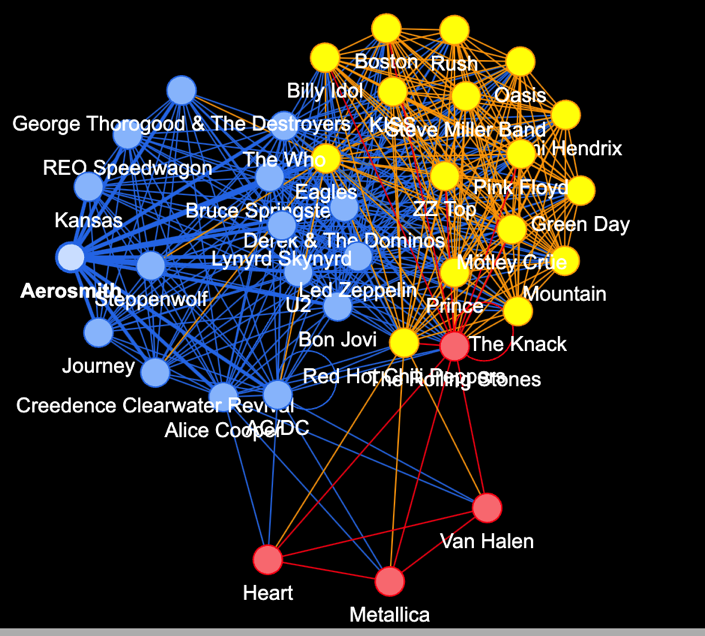 Boston
Rush
Billy Idol
Oasis
George Thorogood & The Destroyers
KISS
Steve Miller Band
mi Hendrix
The Who
REO Speedwagon
Pink Floyd
Eagles
Kansas
Bruce Springste
ZZ Top
Green Day
Derek & The Dominos
Lynyrd Skynyrd
Mötley Crüe
Aerosmith
Steppenwolf
Led Zeppelin
U2
Prince
Mountain
Bon Jovi
The Knack
Journey
Red Hot Chili Peppers
The Rolling Stones
Creedence Clearwater Revival
Alice Cooper
AC/DC
Van Halen
Heart
Metallica